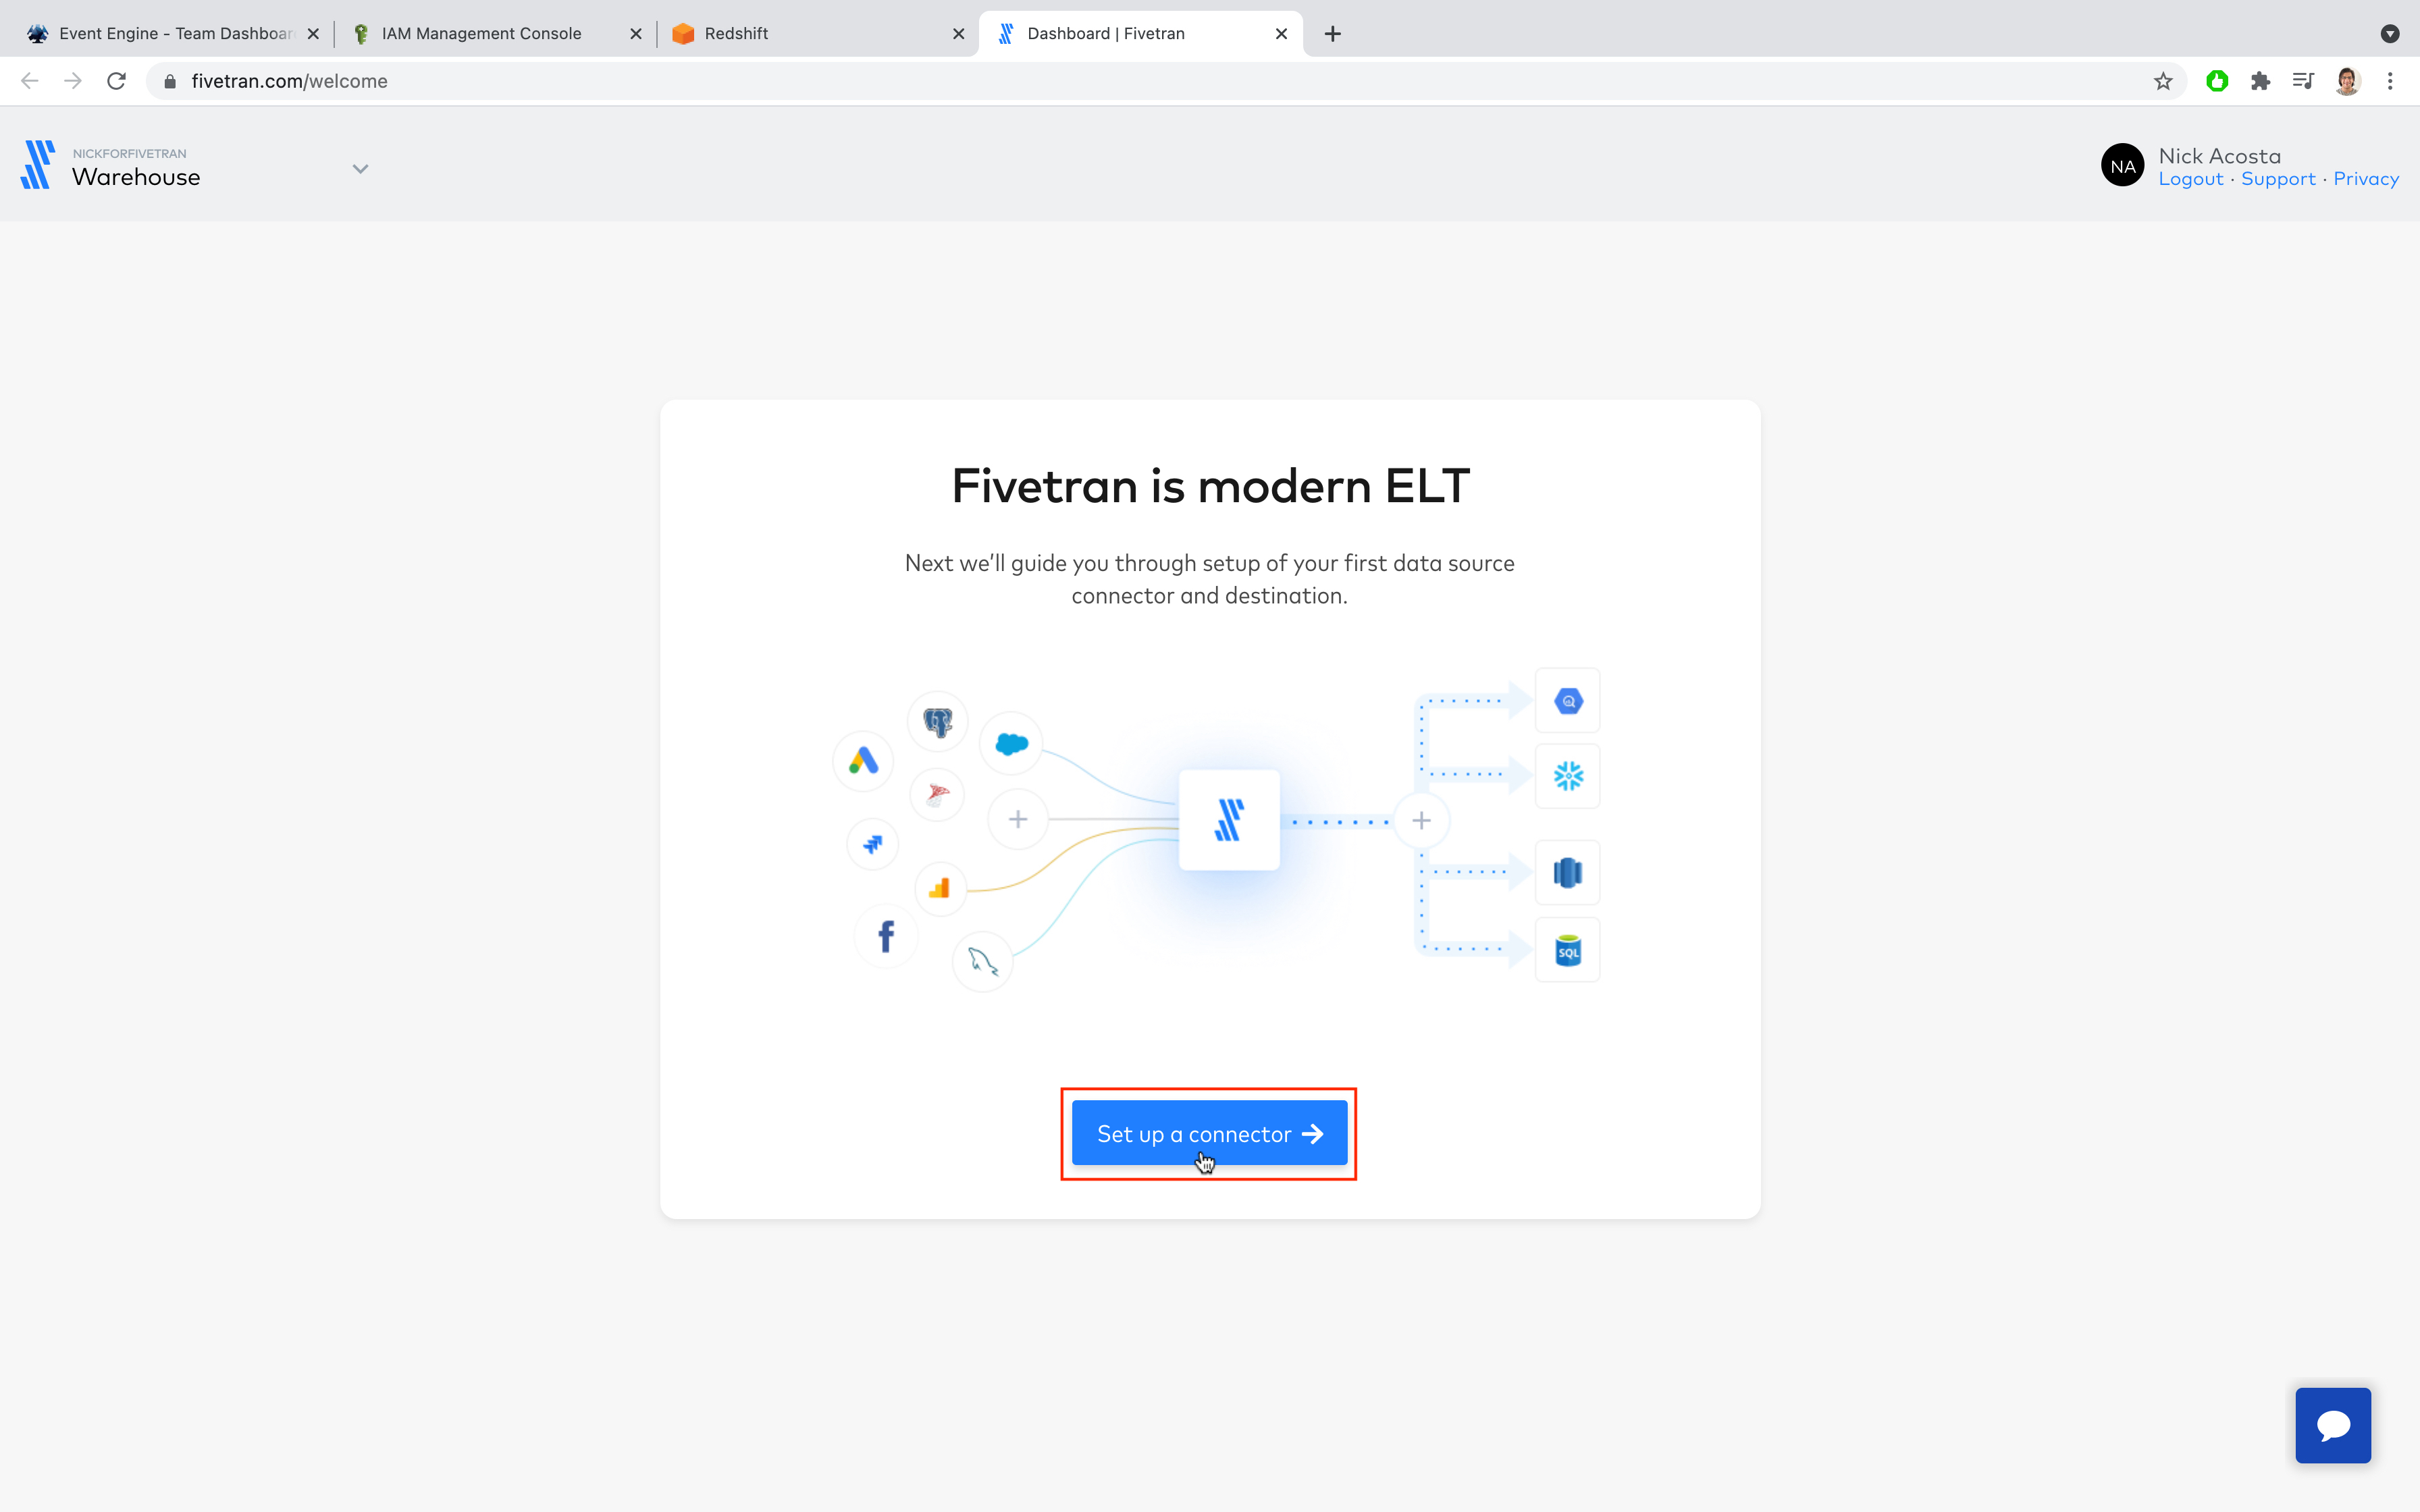 Event Engine - Team Dashboar
IAM Management Console
Redshift
Dashboard | Fivetran
fivetran.com/welcome
NICKFORFIVETRAN
Warehouse
NA
Nick Acosta
Logout · Support · Privacy
Fivetran is modern ELT
Next we'll guide you through setup of your first data source
connector and destination.
SQL
Set up a connector